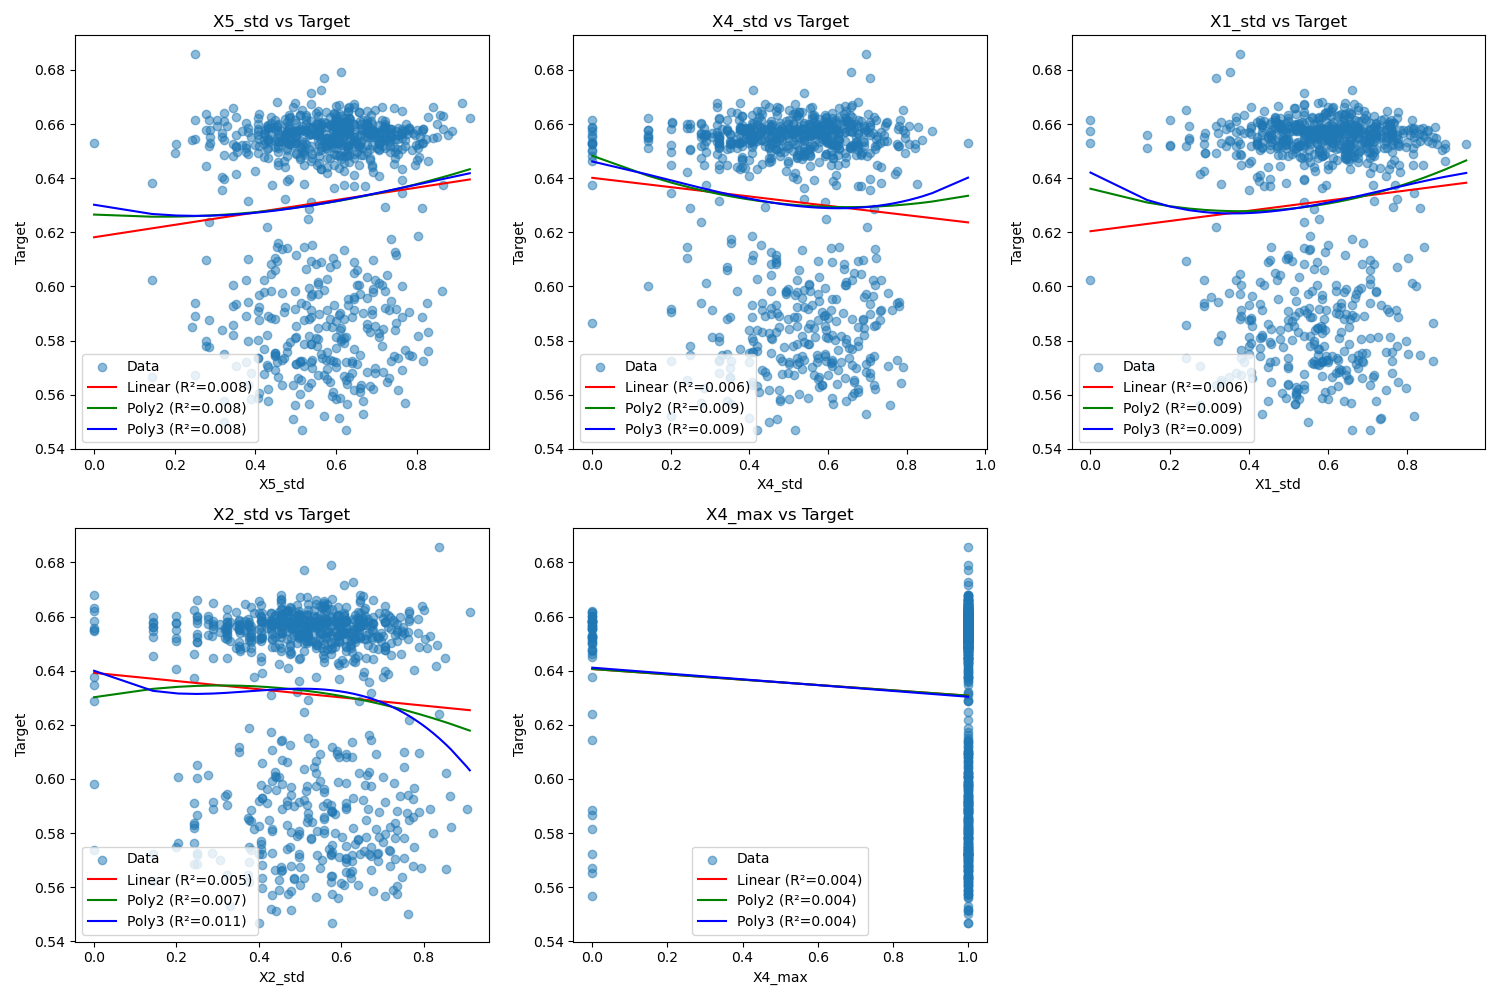 X5_std vs Target
Target
0.68
0.66
0.64
0.62
0.60
0.58
0.56
0.54
Data
Linear (R²=0.008)
Poly2 (R²=0.008)
Poly3 (R²=0.008)
0.0 0.2 0.4 0.6 0.8
X5_std
X4_std vs Target
Target
0.68
0.66
0.64
0.62
0.60
0.58
0.56
0.54
Data
Linear (R²=0.006)
Poly2 (R²=0.009)
Poly3 (R²=0.009)
0.0 0.2 0.4 0.6 0.8 1.0
X4_std
X1_std vs Target
Target
0.68
0.66
0.64
0.62
0.60
0.58
0.56
0.54
Data
Linear (R²=0.006)
Poly2 (R²=0.009)
Poly3 (R²=0.009)
0.0 0.2 0.4 0.6 0.8
X1_std
X2_std vs Target
Target
0.68
0.66
0.64
0.62
0.60
0.58
0.56
0.54
Data
Linear (R²=0.005)
Poly2 (R²=0.007)
Poly3 (R²=0.011)
0.0 0.2 0.4 0.6 0.8
X2_std
X4_max vs Target
Target
0.68
0.66
0.64
0.62
0.60
0.58
0.56
0.54
Data
Linear (R²=0.004)
Poly2 (R²=0.004)
Poly3 (R²=0.004)
0.0 0.2 0.4 0.6 0.8 1.0
X4_max